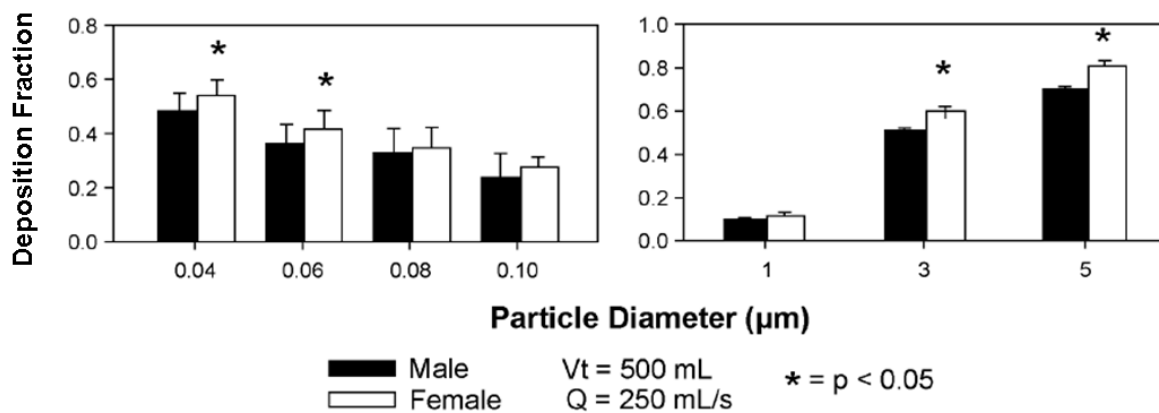 Deposition Fraction
0.8
0.6
0.4
0.2
0.0
* *
0.04 0.06 0.08 0.10
1.0
0.8
0.6
0.4
0.2
0.0
* *
1 3 5
Particle Diameter (µm)
Male Vt = 500 mL * = p < 0.05
Female Q = 250 mL/s